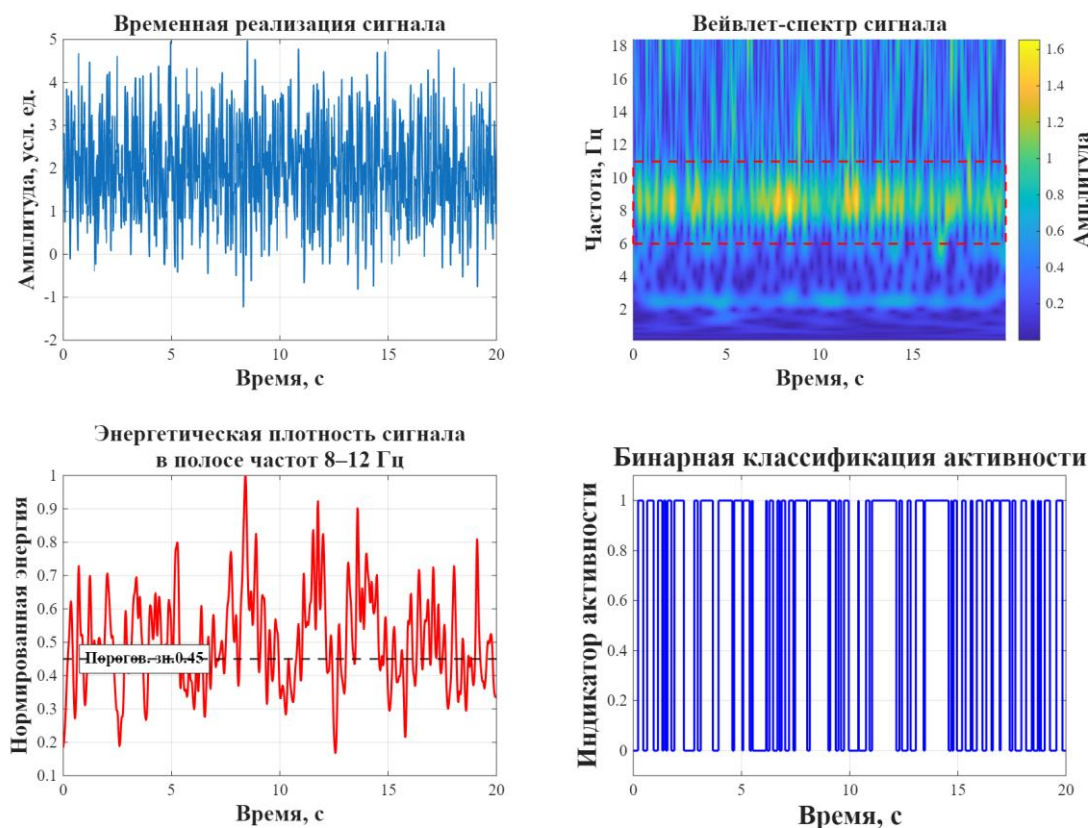 Временная реализация сигнала
Амплитуда, усл. ед.
5
4
3
2
1
0
-1
-2
0 5 10 15 20
Время, с
Вейвлет-спектр сигнала
Частота, Гц
18
16
14
12
10
8
6
4
2
5 10 15
Время, с
1.6
1.4
1.2
1
0.8
0.6
0.4
0.2
Амплитуда
Энергетическая плотность сигнала
в полосе частот 8–12 Гц
Нормированная энергия
1
0.9
0.8
0.7
0.6
0.5
0.4
0.3
0.2
0.1
Порогов. зн.0.45
0 5 10 15 20
Время, с
Бинарная классификация активности
Индикатор активности
1
0.8
0.6
0.4
0.2
0
0 5 10 15 20
Время, с